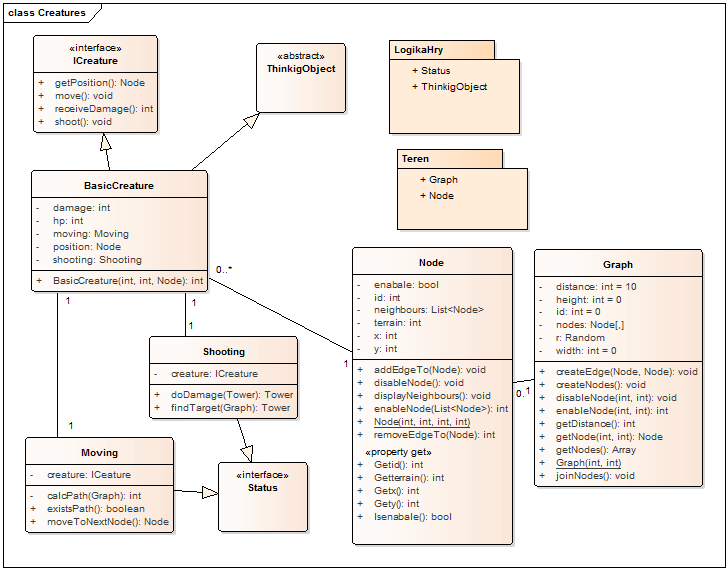 class Creatures
«interface»
ICreature
+ getPosition(): Node
+ move(): void
+ receiveDamage(): int
+ shoot(): void
«abstract»
ThinkigObject
LogikaHry
+ Status
+ ThinkigObject
Teren
+ Graph
+ Node
BasicCreature
- damage: int
- hp: int
- moving: Moving
- position: Node
- shooting: Shooting
+ BasicCreature(int, int, Node): int
0..*
1
1
1
1
Shooting
- creature: ICreature
+ doDamage(Tower): Tower
+ findTarget(Graph): Tower
Moving
- creature: ICeature
- calcPath(Graph): int
+ existsPath(): boolean
+ moveToNextNode(): Node
«interface»
Status
1
Node
- enabale: bool
- id: int
- neighbours: List<Node>
- terrain: int
- x: int
- y: int
+ addEdgeTo(Node): void
+ disableNode(): void
+ displayNeighbours(): void
+ enableNode(List<Node>): int
+ Node(int, int, int, int)
+ removeEdgeTo(Node): int
«property get»
+ Getid(): int
+ Getterrain(): int
+ Getx(): int
+ Gety(): int
+ Isenabale(): bool
0..1
1
Graph
- distance: int = 10
- height: int = 0
- id: int = 0
- nodes: Node[,]
- r: Random
- width: int = 0
+ createEdge(Node, Node): void
+ createNodes(): void
+ disableNode(int, int): void
+ enableNode(int, int): int
+ getDistance(): int
+ getNode(int, int): Node
+ getNodes(): Array
+ Graph(int, int)
+ joinNodes(): void